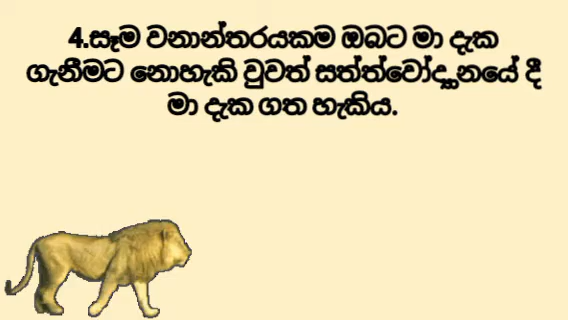 4.සෑම වනාන්තරයකම ඔබට මා දැක
ගැනීමට නොහැකි වුවත් සත්ත්වෝද්‍යානයේ දී
මා දැක ගත හැකිය.